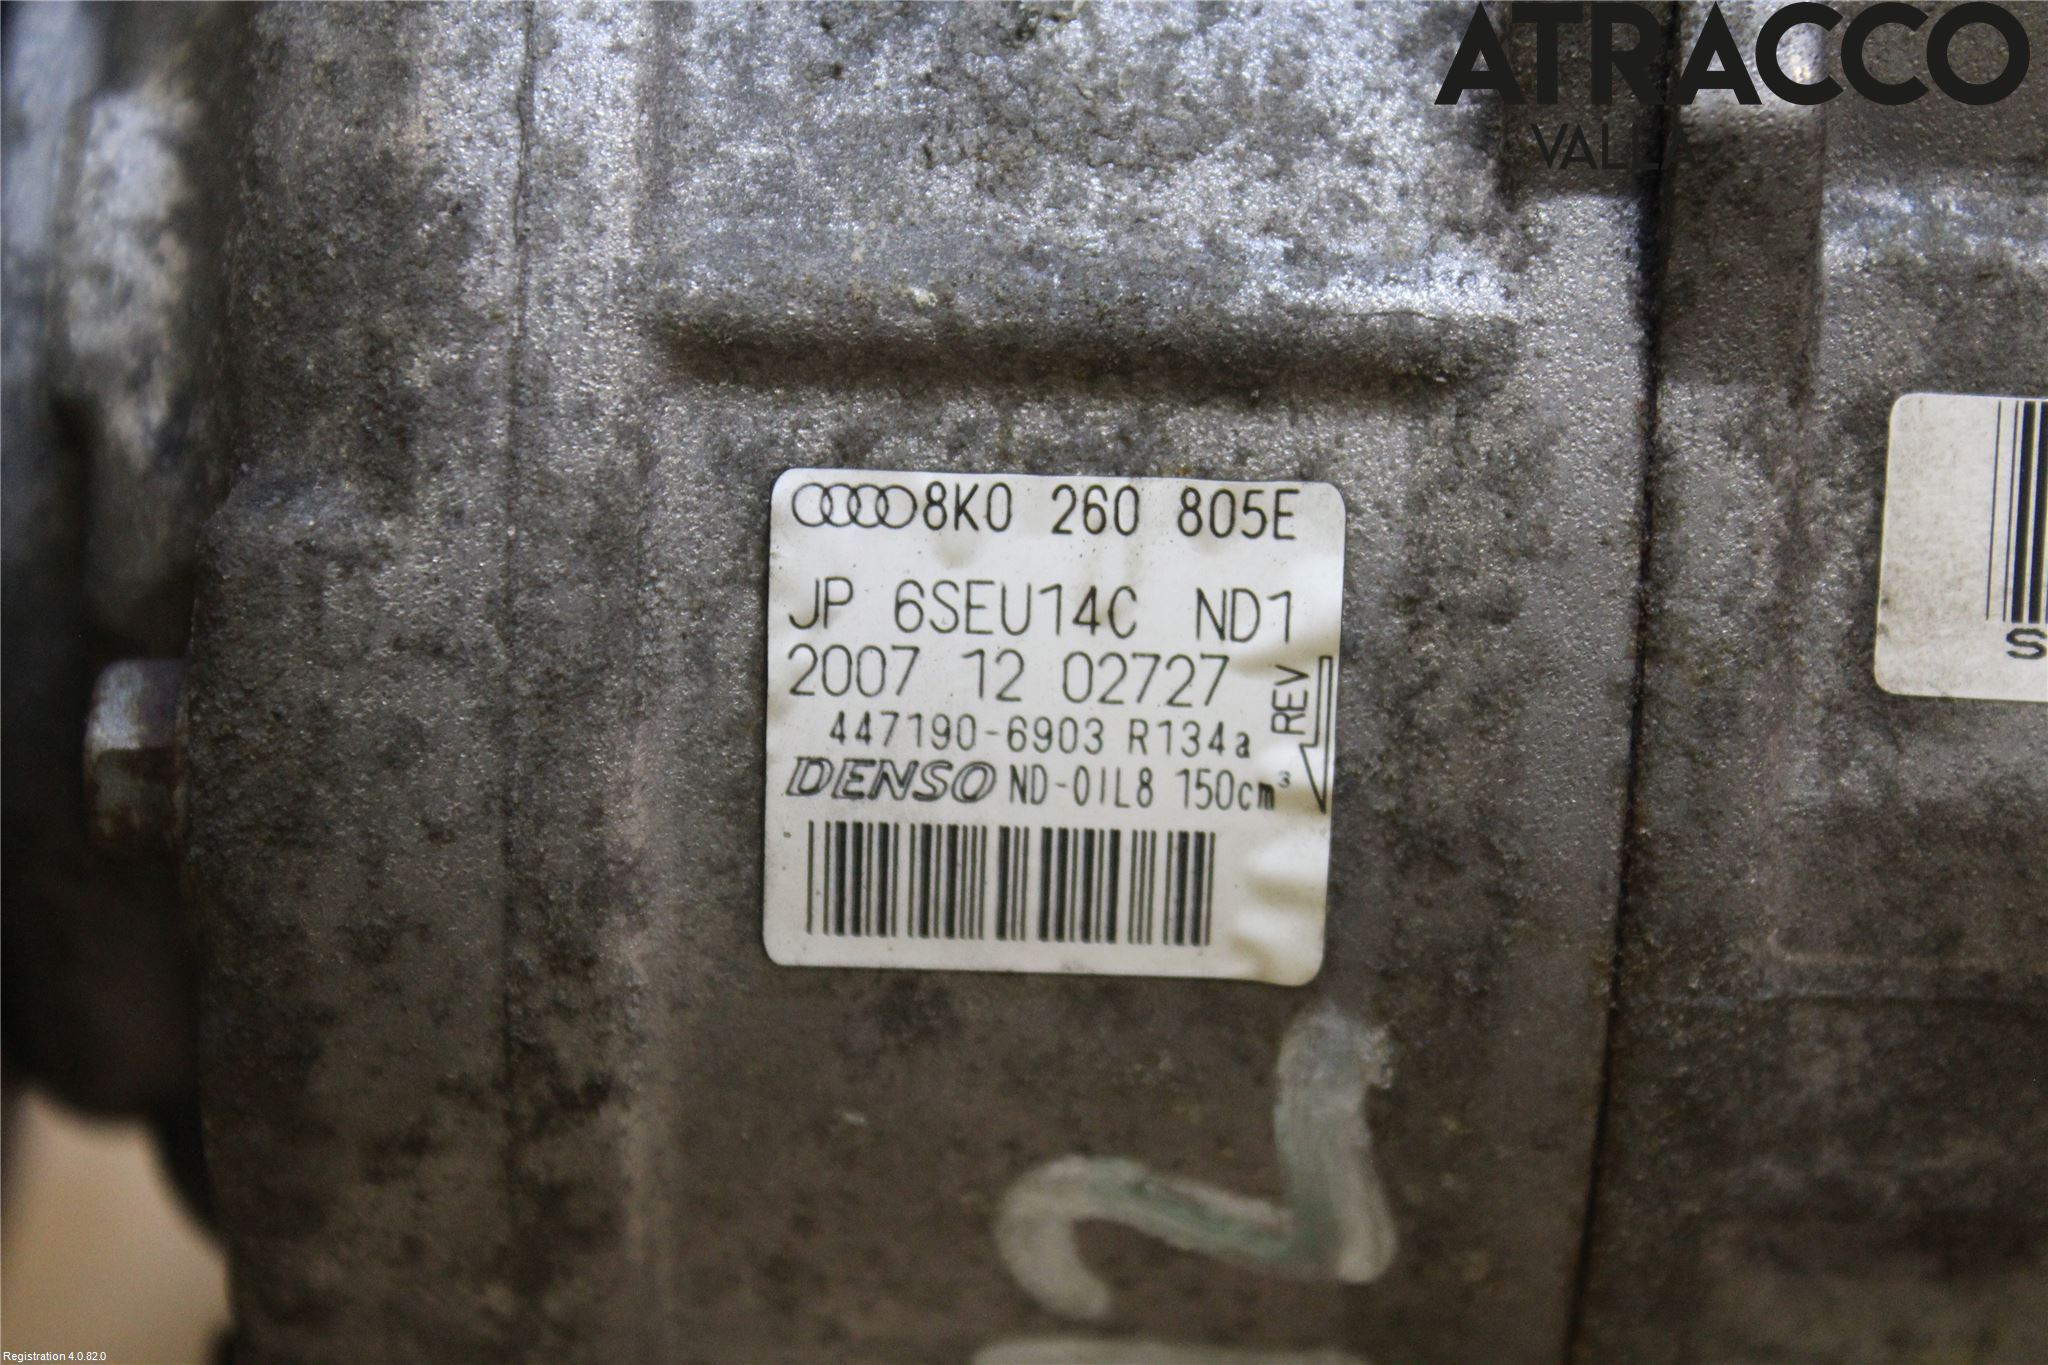 ATRACCO
VALLA
8K0 260 805E
JP 6SEU14C ND1
2007 12 02727
REV
447190-6903 R134a
DENSO ND-OIL8 150cm³
S
2
Registration 4.0.82.0